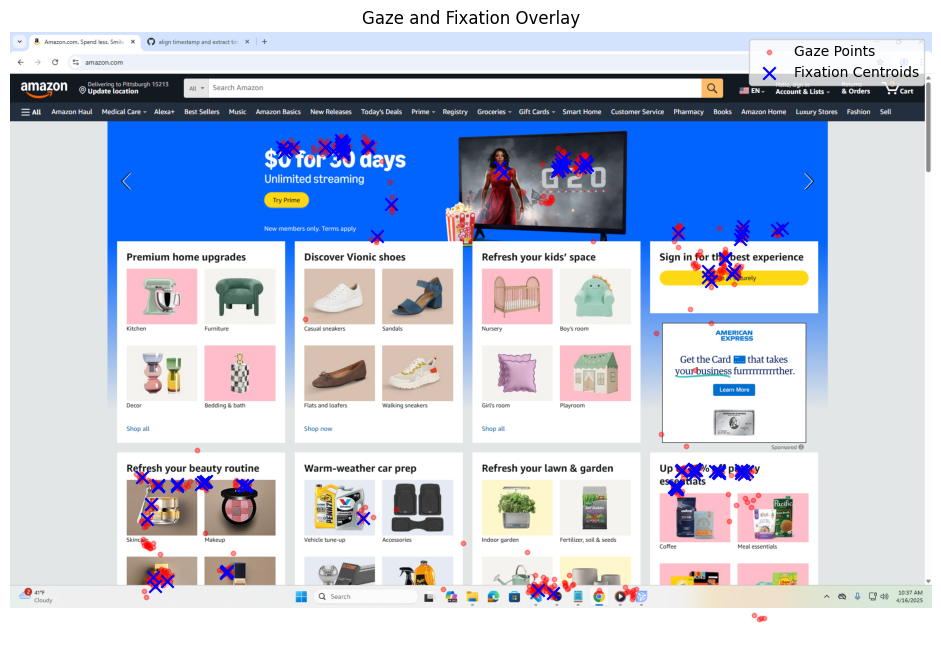 Gaze and Fixation Overlay
Gaze Points
Fixation Centroids
Amazon.com. Spend less. Smile
align timestamp and extract tim
amazon.com
amazon
Delivering to Pittsburgh 15213
Update location
All
Search Amazon
EN
Account & Lists
& Orders
Cart
All Amazon Haul Medical Care Alexa+ Best Sellers Music Amazon Basics New Releases Today's Deals Prime Registry Groceries Gift Cards Smart Home Customer Service Pharmacy Books Amazon Home Luxury Stores Fashion Sell
$0 for 30 days
Unlimited streaming
Try Prime
New members only. Terms apply
G20
Premium home upgrades
Kitchen
Furniture
Decor
Bedding & bath
Shop all
Discover Vionic shoes
Casual sneakers
Sandals
Flats and loafers
Walking sneakers
Shop now
Refresh your kids' space
Nursery
Boy's room
Girl's room
Playroom
Shop all
Sign in for the best experience
AMERICAN
EXPRESS
Get the Card that takes
your business furrrrrrrrther.
Learn More
Sponsored
Refresh your beauty routine
Skincare
Makeup
Warm-weather car prep
Vehicle tune-up
Accessories
Refresh your lawn & garden
Indoor garden
Fertilizer, soil & seeds
Up
essentials
Coffee
Meal essentials
2
41°F
Cloudy
Search
10:37 AM
4/16/2025